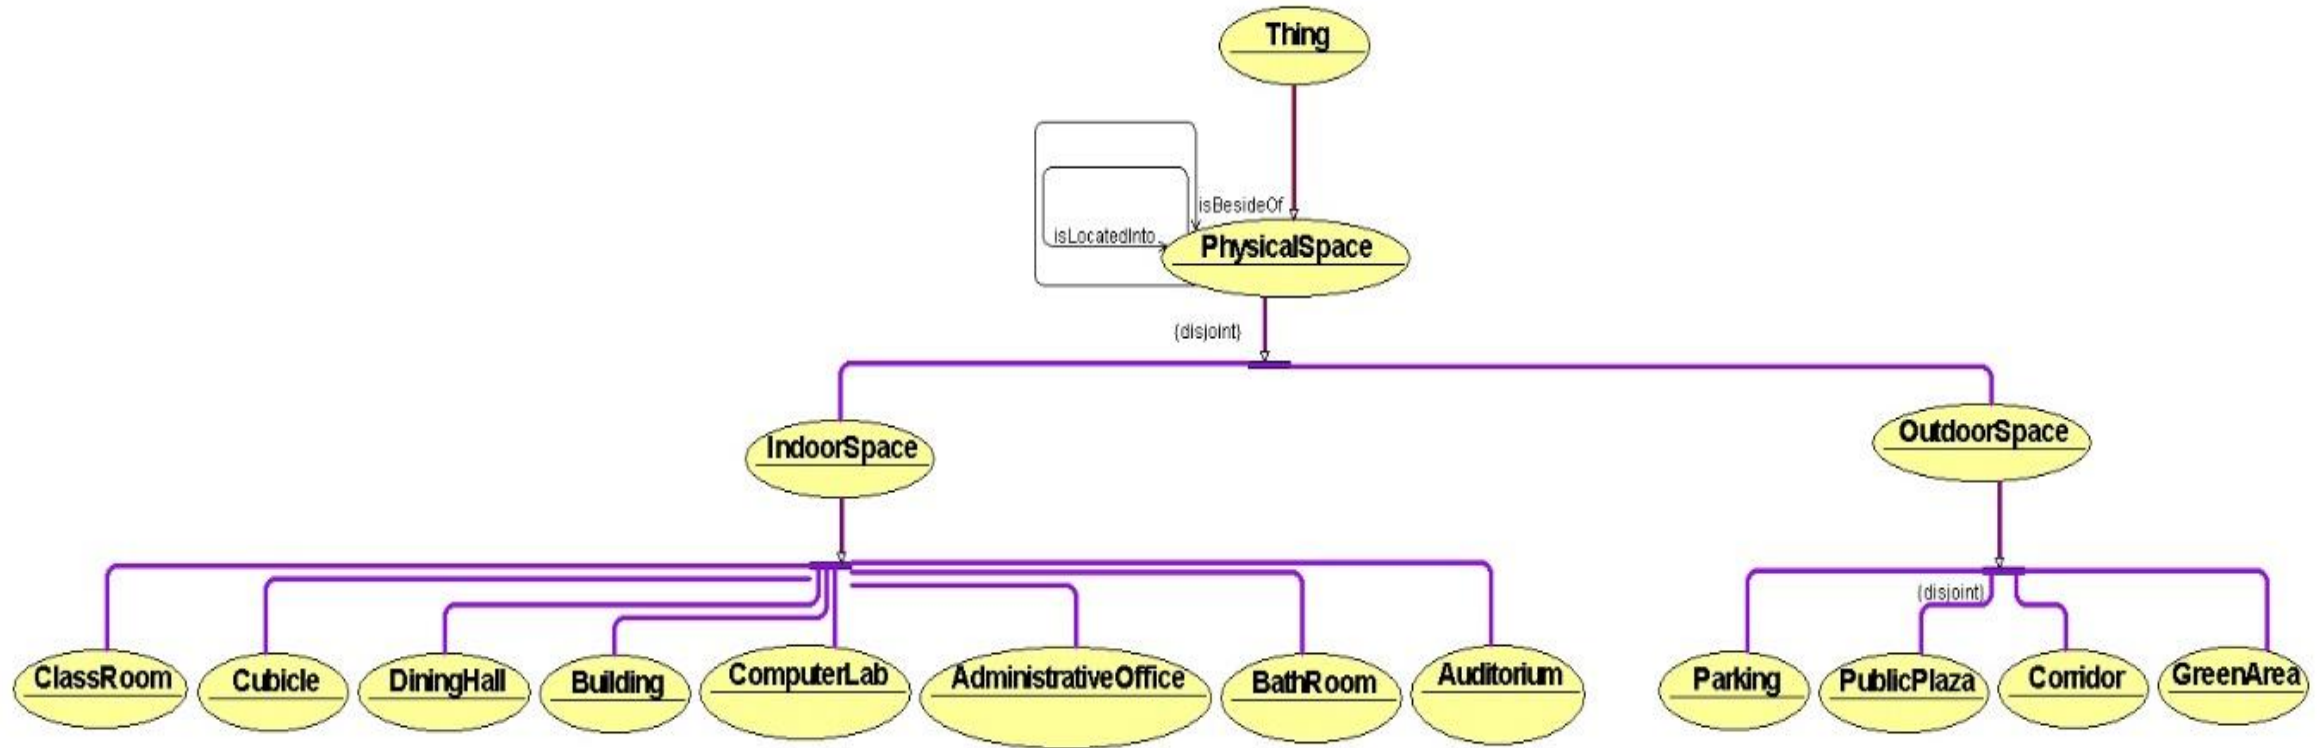 Thing
isBesideOf
isLocatedInto
PhysicalSpace
{disjoint}
IndoorSpace
OutdoorSpace
{disjoint}
ClassRoom
Cubicle
DiningHall
Building
ComputerLab
AdministrativeOffice
BathRoom
Auditorium
Parking
PublicPlaza
Corridor
GreenArea